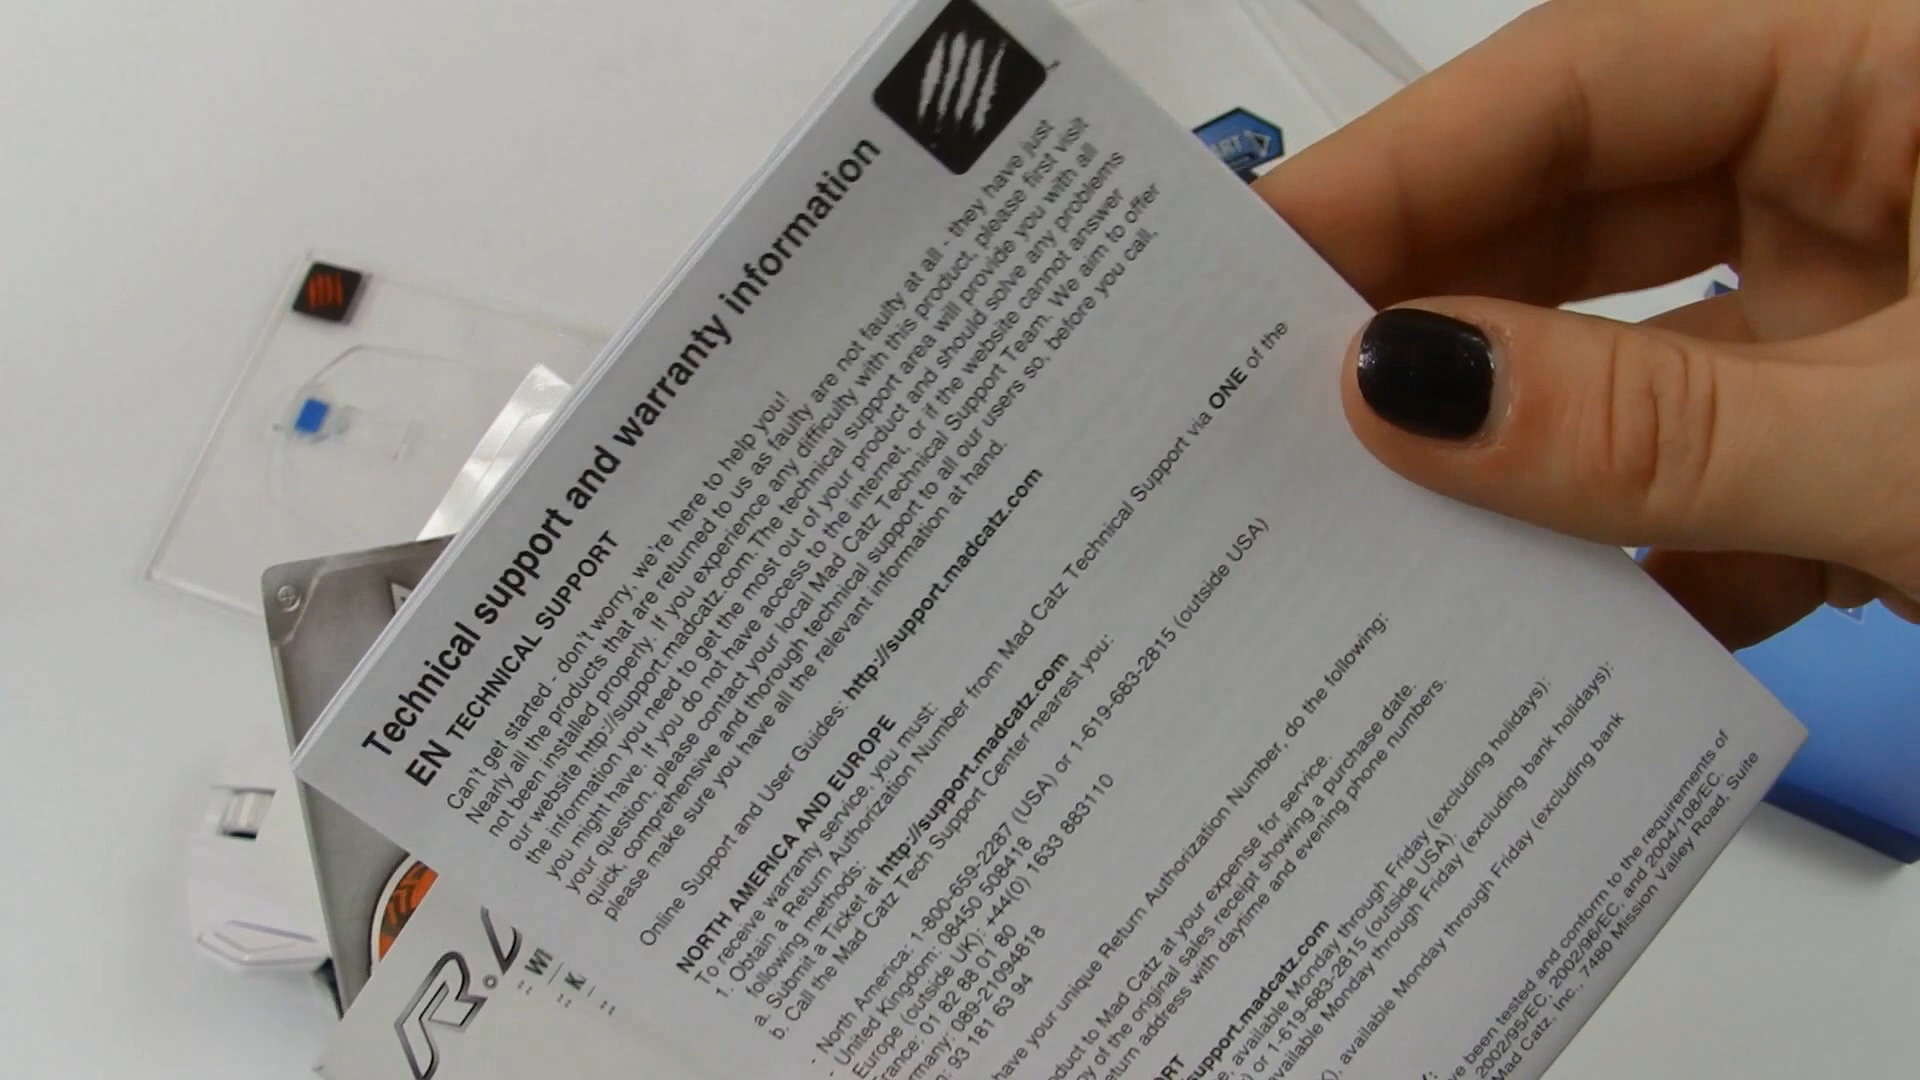 Technical support and warranty information
EN TECHNICAL SUPPORT
Can't get started - don't worry, we're here to help you!
Nearly all the products that are returned to us as faulty are not faulty at all - they have just
not been installed properly. If you experience any difficulty with this product, please first visit
our website http://support.madcatz.com. The technical support area will provide you with all
the information you need to get the most out of your product and should solve any problems
you might have. If you do not have access to the internet, or if the website cannot answer
your question, please contact your local Mad Catz Technical Support Team. We aim to offer
quick, comprehensive and thorough technical support to all our users so, before you call,
please make sure you have all the relevant information at hand.
Online Support and User Guides: http://support.madcatz.com
NORTH AMERICA AND EUROPE
To receive warranty service, you must:
1. Obtain a Return Authorization Number from Mad Catz Technical Support via ONE of the
following methods:
a. Submit a Ticket at http://support.madcatz.com
b. Call the Mad Catz Tech Support Center nearest you:
- North America: 1-800-659-2287 (USA) or 1-619-683-2815 (outside USA)
- United Kingdom: 08450 508418
Europe (outside UK): +44(0) 1633 883110
France: 01 82 88 01 80
many: 089-21094818
93 181 63 94
have your unique Return Authorization Number, do the following:
duct to Mad Catz at your expense for service.
py of the original sales receipt showing a purchase date.
eturn address with daytime and evening phone numbers.
RT
support.madcatz.com
available Monday through Friday (excluding holidays):
) or 1-619-683-2815 (outside USA).
available Monday through Friday (excluding bank holidays):
), available Monday through Friday (excluding bank
Y:
ve been tested and conform to the requirements of
2002/95/EC, 2002/96/EC, and 2004/108/EC.
Mad Catz, Inc., 7480 Mission Valley Road, Suite
R.
:: WI
:: K
ART